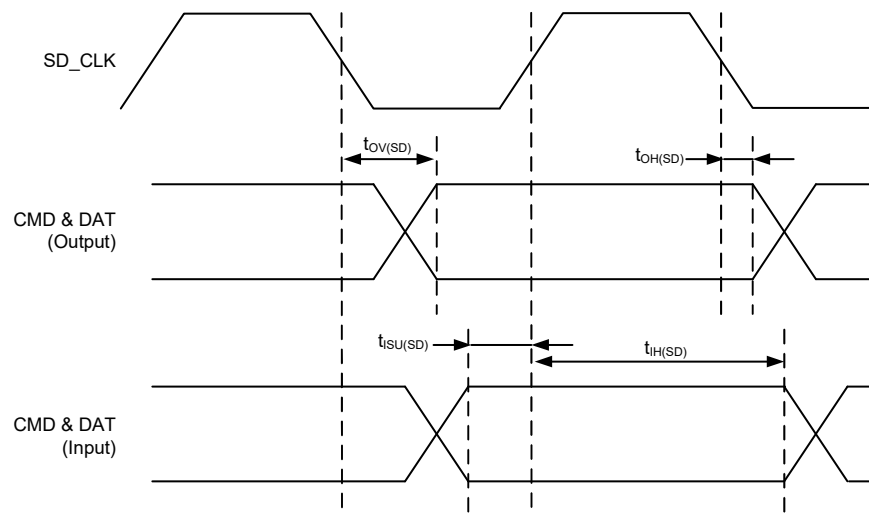 SD_CLK
tOV(SD)
tOH(SD)
CMD & DAT
(Output)
tISU(SD)
tIH(SD)
CMD & DAT
(Input)